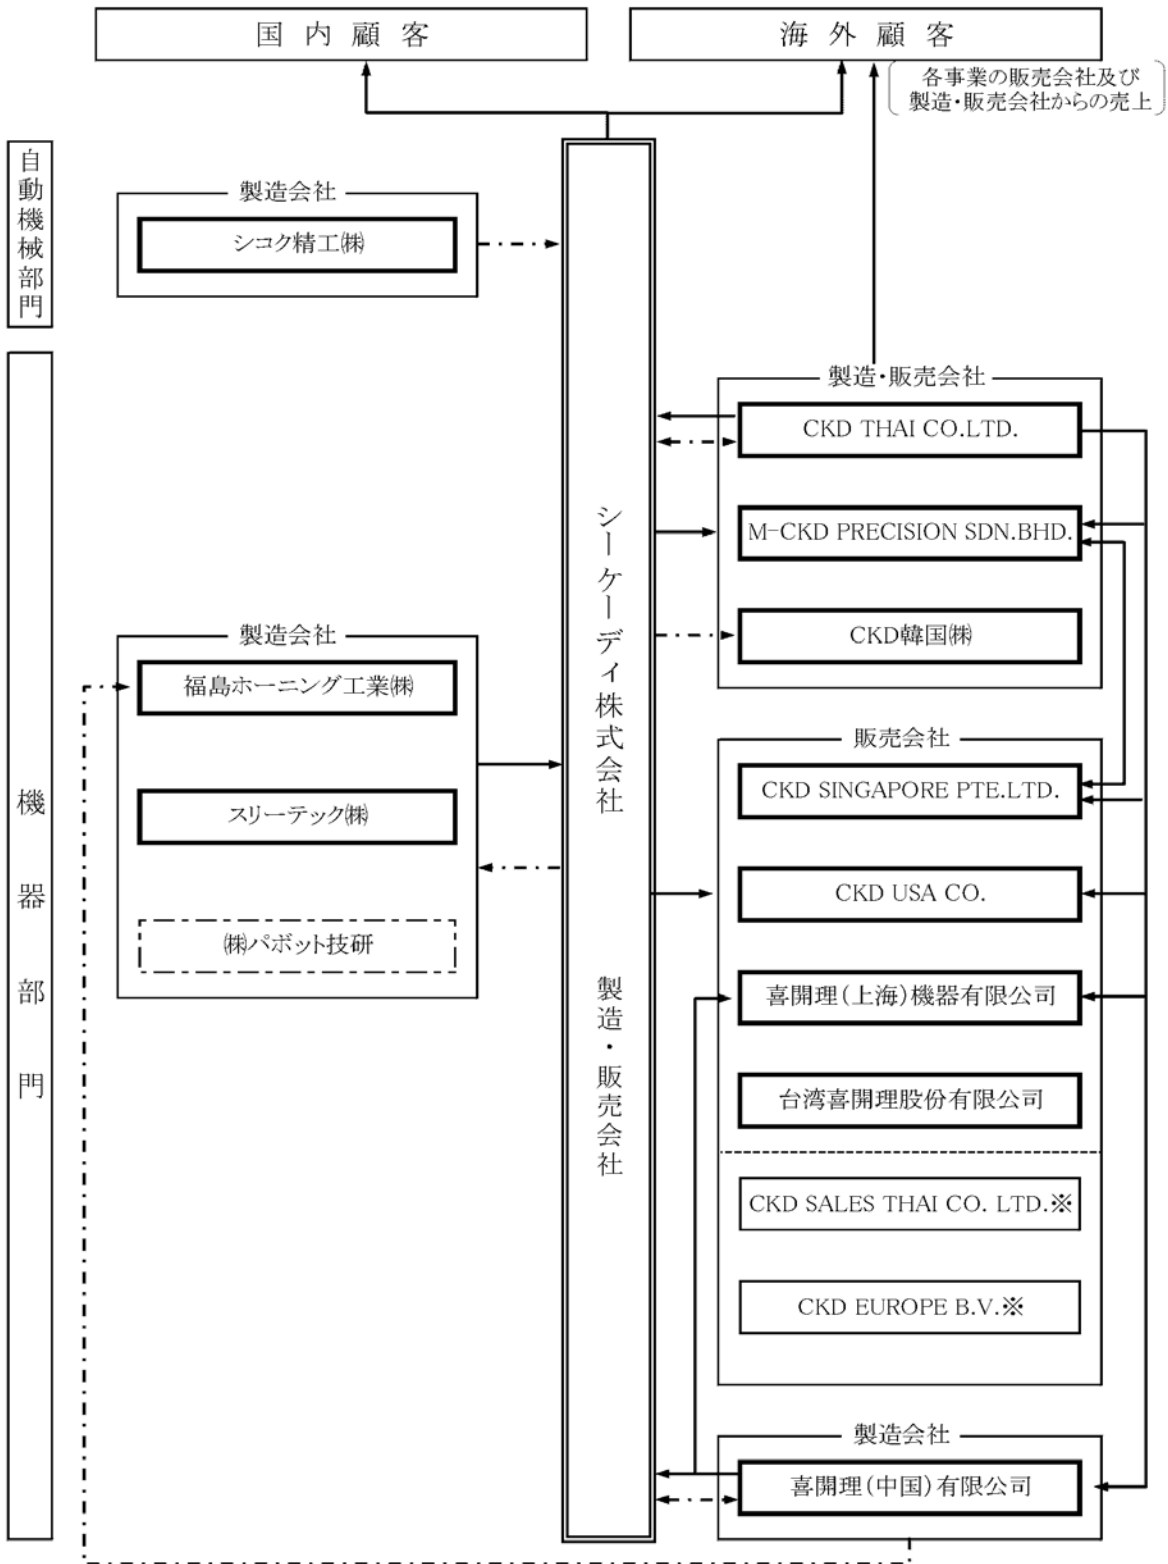 国内顧客
海外顧客
各事業の販売会社及び
製造・販売会社からの売上
自動機械部門
製造会社
シコク精工㈱
機器部門
製造会社
福島ホーニング工業㈱
スリーテック㈱
㈱パボット技研
シーケーディ株式会社　製造・販売会社
製造・販売会社
CKD THAI CO.LTD.
M-CKD PRECISION SDN.BHD.
CKD韓国㈱
販売会社
CKD SINGAPORE PTE.LTD.
CKD USA CO.
喜開理(上海)機器有限公司
台湾喜開理股份有限公司
CKD SALES THAI CO. LTD.※
CKD EUROPE B.V.※
製造会社
喜開理(中国)有限公司